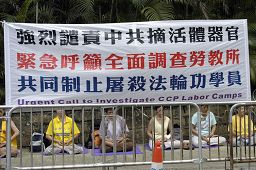 強烈譴責中共摘活體器官
緊急呼籲全面調查勞教所
共同制止屠殺法輪功學員
Urgent Call to Investigate CCP Labor Camps